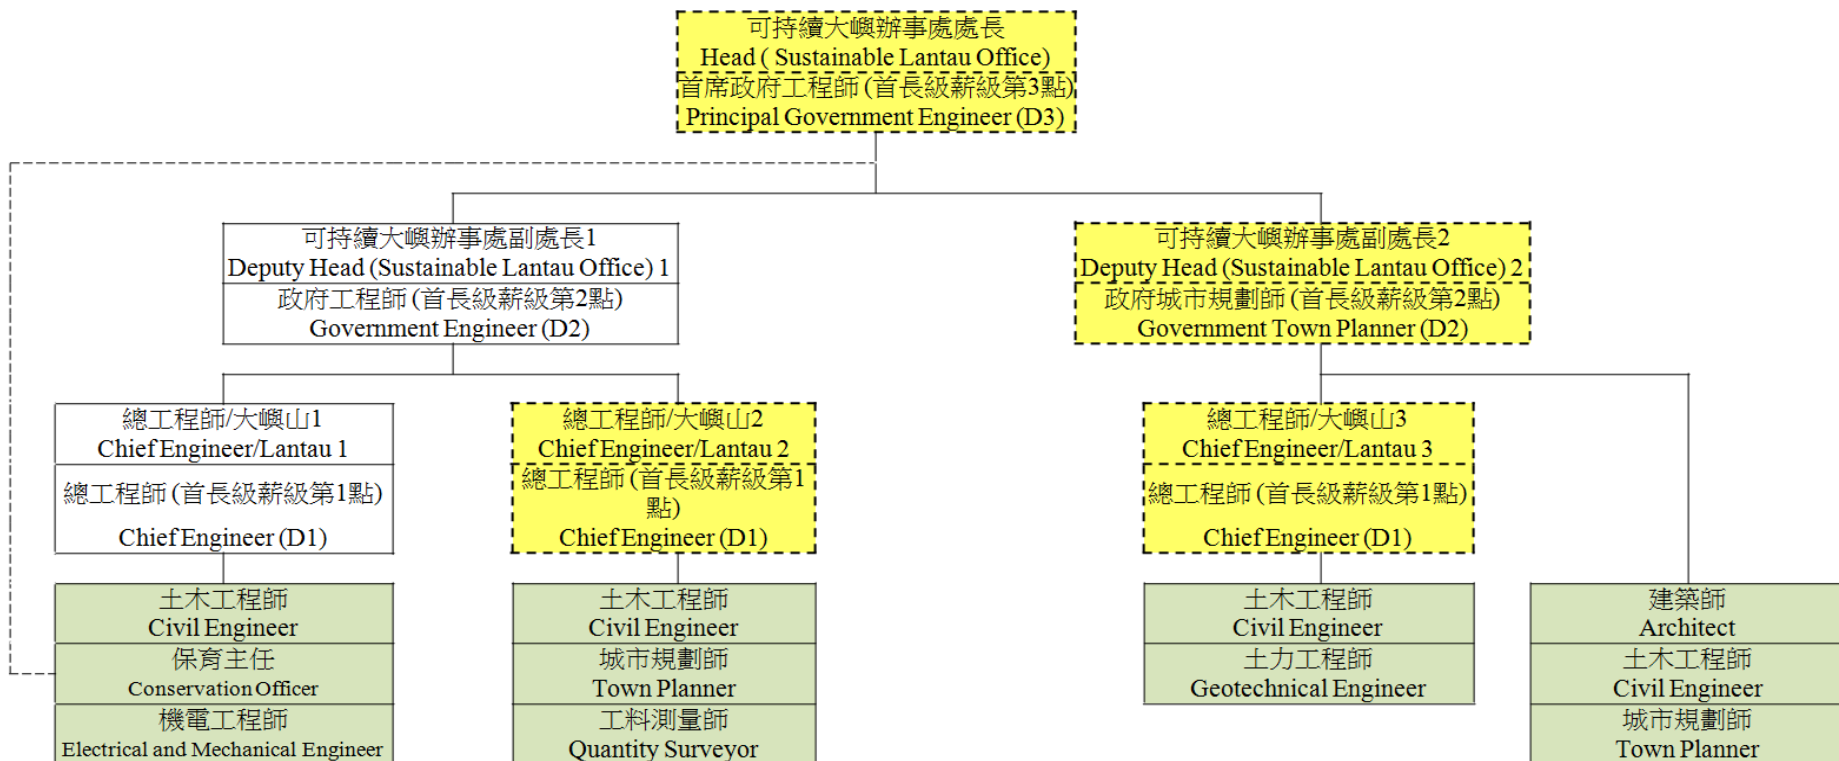 可持續大嶼辦事處處長
Head ( Sustainable Lantau Office)
首席政府工程師 (首長級薪級第3點)
Principal Government Engineer (D3)
可持續大嶼辦事處副處長1
Deputy Head (Sustainable Lantau Office) 1
政府工程師 (首長級薪級第2點)
Government Engineer (D2)
可持續大嶼辦事處副處長2
Deputy Head (Sustainable Lantau Office) 2
政府城市規劃師 (首長級薪級第2點)
Government Town Planner (D2)
總工程師/大嶼山1
Chief Engineer/Lantau 1
總工程師 (首長級薪級第1點)
Chief Engineer (D1)
總工程師/大嶼山2
Chief Engineer/Lantau 2
總工程師 (首長級薪級第1
點)
Chief Engineer (D1)
總工程師/大嶼山3
Chief Engineer/Lantau 3
總工程師 (首長級薪級第1點)
Chief Engineer (D1)
土木工程師
Civil Engineer
保育主任
Conservation Officer
機電工程師
Electrical and Mechanical Engineer
土木工程師
Civil Engineer
城市規劃師
Town Planner
工料測量師
Quantity Surveyor
土木工程師
Civil Engineer
土力工程師
Geotechnical Engineer
建築師
Architect
土木工程師
Civil Engineer
城市規劃師
Town Planner